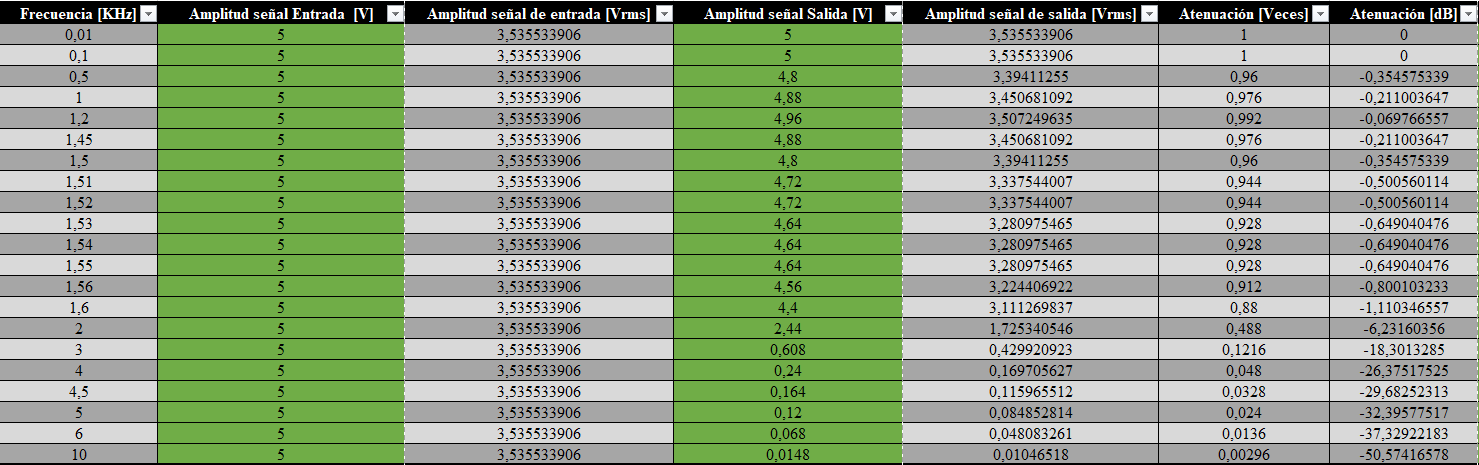 Frecuencia [KHz] Amplitud señal Entrada [V] Amplitud señal de entrada [Vrms] Amplitud señal Salida [V] Amplitud señal de salida [Vrms] Atenuación [Veces] Atenuación [dB]
0,01 5 3,535533906 5 3,535533906 1 0
0,1 5 3,535533906 5 3,535533906 1 0
0,5 5 3,535533906 4,8 3,39411255 0,96 -0,354575339
1 5 3,535533906 4,88 3,450681092 0,976 -0,211003647
1,2 5 3,535533906 4,96 3,507249635 0,992 -0,069766557
1,45 5 3,535533906 4,88 3,450681092 0,976 -0,211003647
1,5 5 3,535533906 4,8 3,39411255 0,96 -0,354575339
1,51 5 3,535533906 4,72 3,337544007 0,944 -0,500560114
1,52 5 3,535533906 4,72 3,337544007 0,944 -0,500560114
1,53 5 3,535533906 4,64 3,280975465 0,928 -0,649040476
1,54 5 3,535533906 4,64 3,280975465 0,928 -0,649040476
1,55 5 3,535533906 4,64 3,280975465 0,928 -0,649040476
1,56 5 3,535533906 4,56 3,224406922 0,912 -0,800103233
1,6 5 3,535533906 4,4 3,111269837 0,88 -1,110346557
2 5 3,535533906 2,44 1,725340546 0,488 -6,23160356
3 5 3,535533906 0,608 0,429920923 0,1216 -18,3013285
4 5 3,535533906 0,24 0,169705627 0,048 -26,37517525
4,5 5 3,535533906 0,164 0,115965512 0,0328 -29,68252313
5 5 3,535533906 0,12 0,084852814 0,024 -32,39577517
6 5 3,535533906 0,068 0,048083261 0,0136 -37,32922183
10 5 3,535533906 0,0148 0,01046518 0,00296 -50,57416578